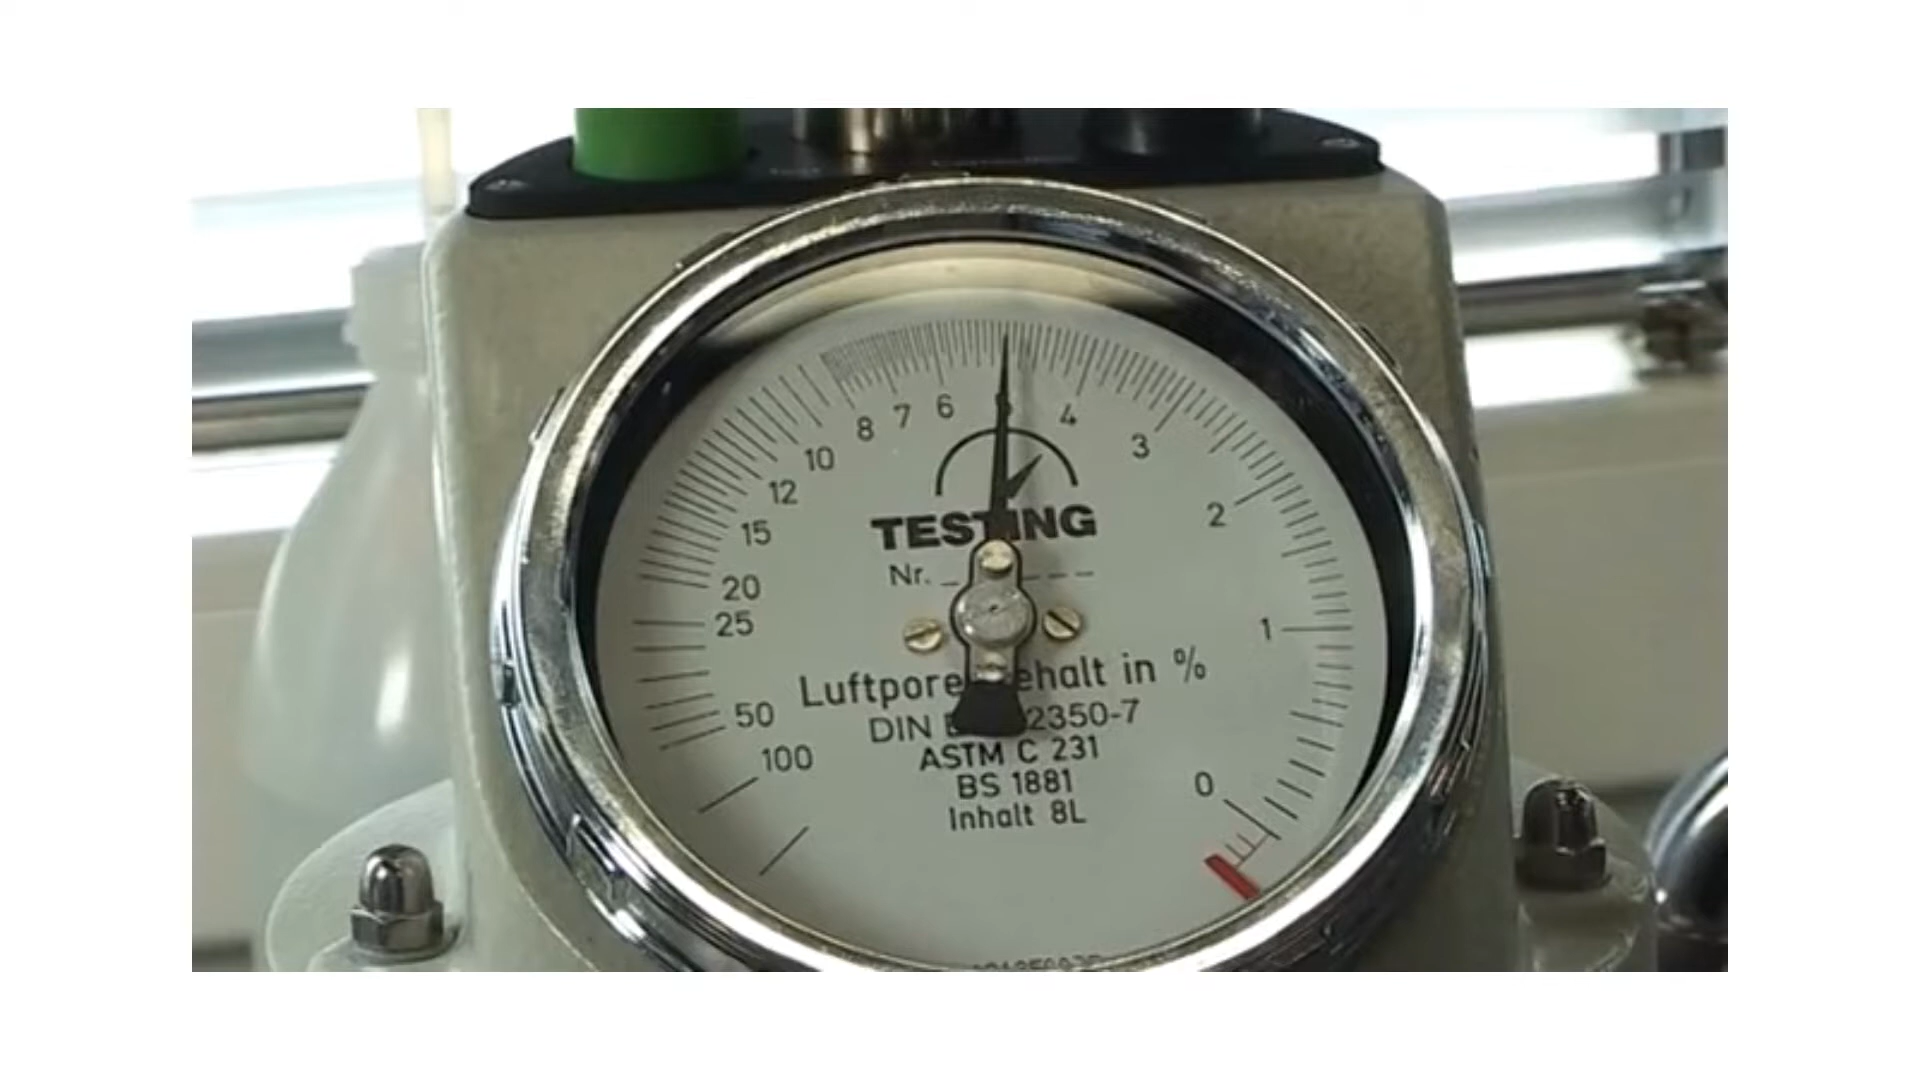 8 7 6 4 3 2 1 0
10 12 15 20 25 50 100
TESTING
Nr.
Luftpore ehalt in %
DIN 2350-7
ASTM C 231
BS 1881
Inhalt 8L